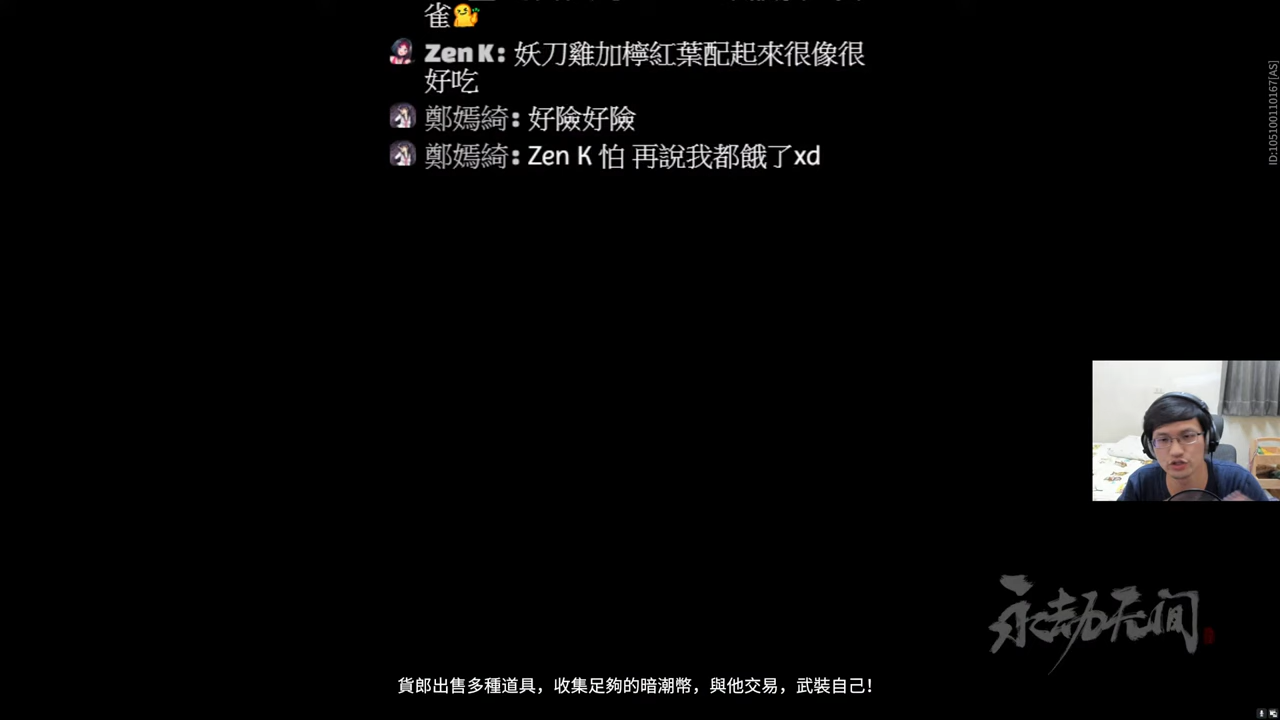 雀
Zen K: 妖刀雞加檸紅葉配起來很像很
好吃
鄭嫣綺: 好險好險
鄭嫣綺: Zen K 怕 再說我都餓了xd
ID:105100110167[AS]
永劫无间
貨郎出售多種道具，收集足夠的暗潮幣，與他交易，武裝自己！